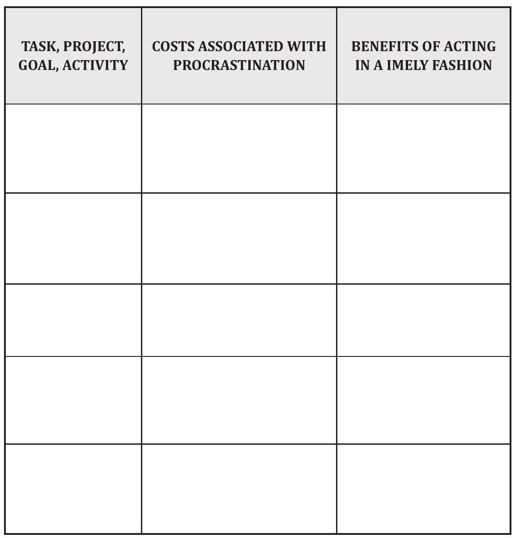 TASK, PROJECT,
GOAL, ACTIVITY
COSTS ASSOCIATED WITH
PROCRASTINATION
BENEFITS OF ACTING
IN A IMELY FASHION